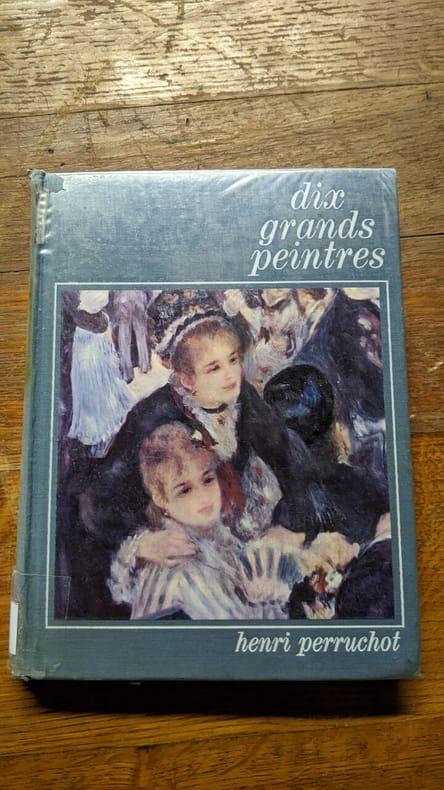 dix
grands
peintres
henri perruchot